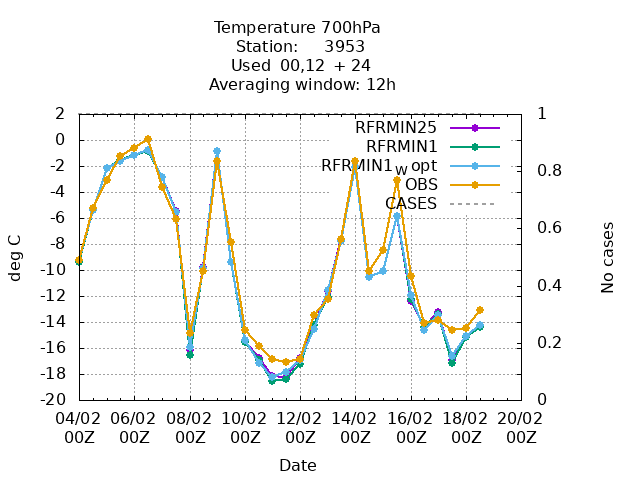 Temperature 700hPa
Station: 3953
Used 00,12 + 24
Averaging window: 12h
RFRMIN25
RFRMIN1
RFRMIN1w opt
OBS
CASES
deg C
2
0
-2
-4
-6
-8
-10
-12
-14
-16
-18
-20
No cases
1
0.8
0.6
0.4
0.2
0
04/02 06/02 08/02 10/02 12/02 14/02 16/02 18/02 20/02
00Z 00Z 00Z 00Z 00Z 00Z 00Z 00Z 00Z
Date